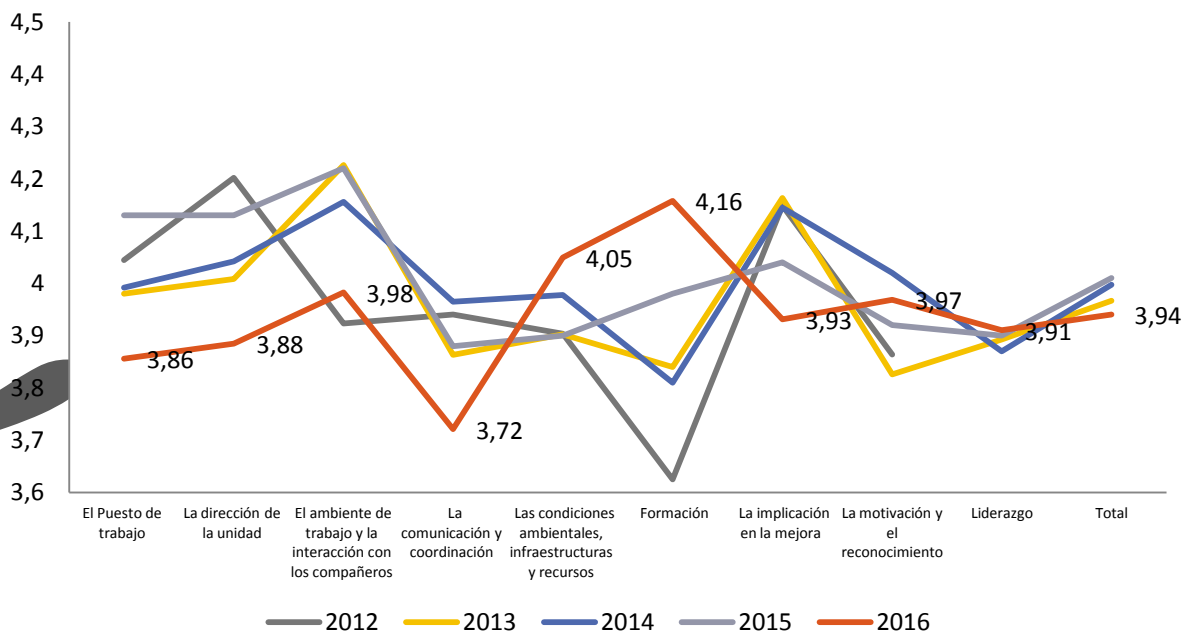 4,5
4,4
4,3
4,2
4,1
4
3,9
3,8
3,7
3,6
3,86
3,88
3,98
3,72
4,05
4,16
3,93
3,97
3,91
3,94
El Puesto de
trabajo
La dirección de
la unidad
El ambiente de
trabajo y la
interacción con
los compañeros
La
comunicación y
coordinación
Las condiciones
ambientales,
infraestructuras
y recursos
Formación
La implicación
en la mejora
La motivación y
el
reconocimiento
Liderazgo
Total
2012 2013 2014 2015 2016